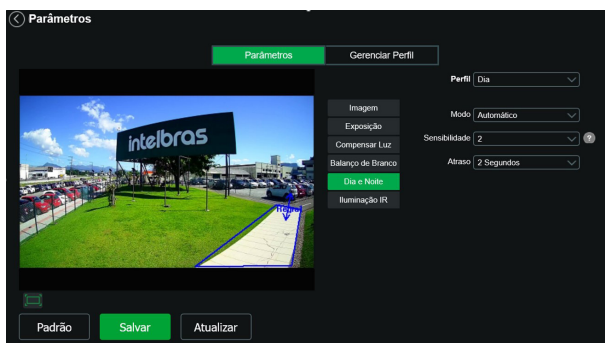 Parâmetros
Parâmetros
Gerenciar Perfil
Perfil Dia
Imagem
Exposição
Compensar Luz
Balanço de Branco
Dia e Noite
Iluminação IR
Modo Automático
Sensibilidade 2 ?
Atraso 2 Segundos
intelbras
Padrão
Salvar
Atualizar